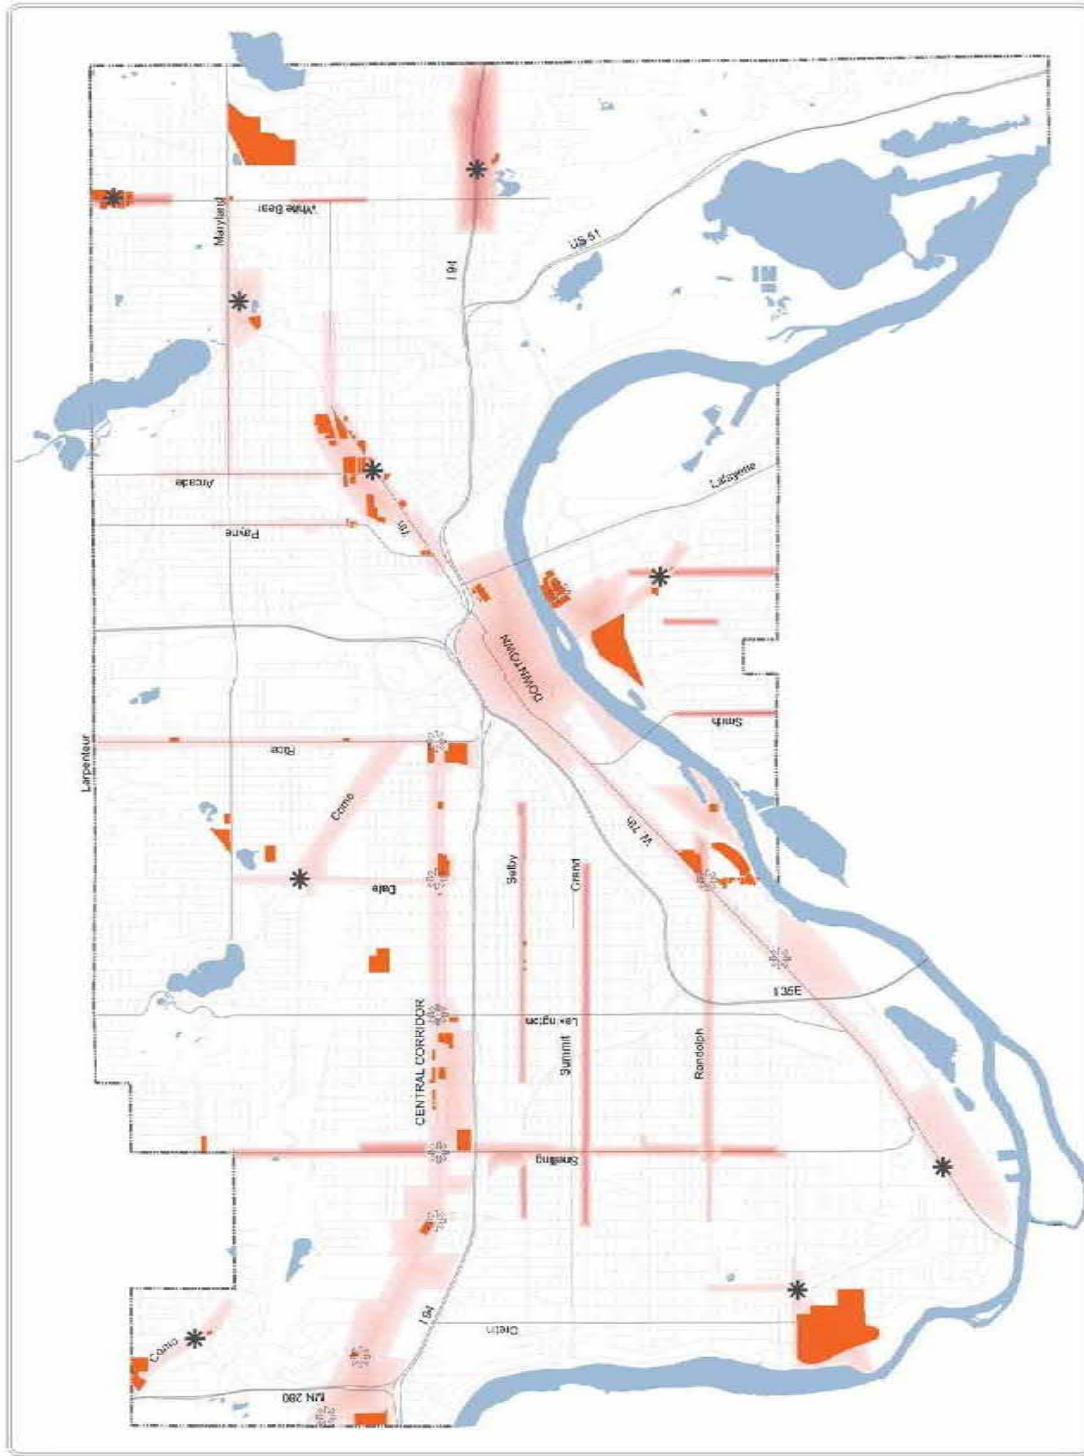 White Bear
Maryland
US 61
I 94
Arcade
Lafayette
Payne
7th
DOWNTOWN
Smith
Rice
Larpenteur
Como
W. 7th
Selby
Grand
Dale
I 35E
CENTRAL CORRIDOR
Lexington
Summit
Randolph
Snelling
I 94
Cretin
Como
MN 280